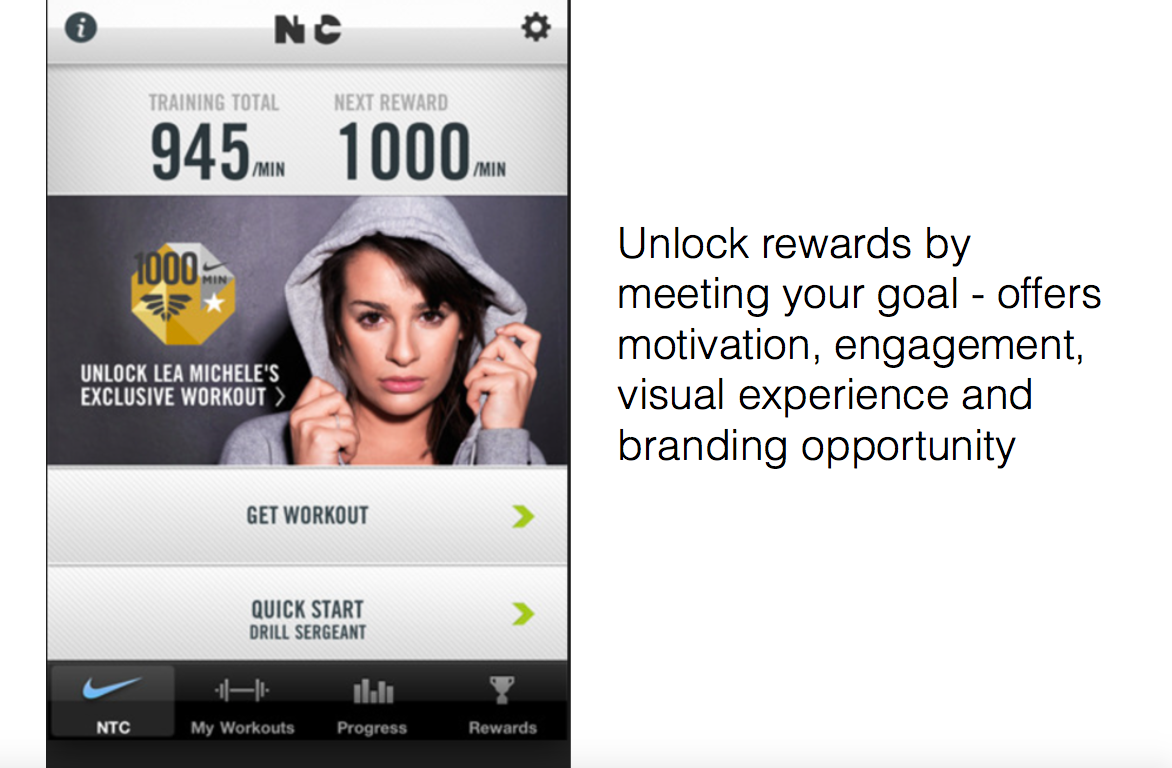 NTC
TRAINING TOTAL
945/MIN
NEXT REWARD
1000/MIN
1000
MIN
UNLOCK LEA MICHELE'S
EXCLUSIVE WORKOUT
GET WORKOUT
QUICK START
DRILL SERGEANT
NTC
My Workouts
Progress
Rewards
Unlock rewards by
meeting your goal - offers
motivation, engagement,
visual experience and
branding opportunity